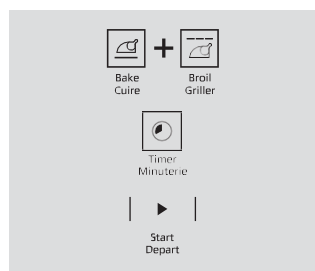 Bake Broil
Cuire Griller
Timer
Minuterie
Start
Depart